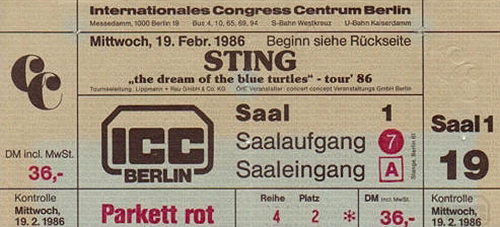 Internationales Congress Centrum Berlin
Messedamm, 1000 Berlin 19 Bus 4, 10, 65, 69, 94 S-Bahn Westkreuz U-Bahn Kaiserdamm
Mittwoch, 19. Febr. 1986 Beginn siehe Rückseite
STING
„the dream of the blue turtles“ - tour' 86
Tourneeleitung: Lippmann + Rau GmbH & Co. KG Örtl. Veranstalter: concert concept Veranstaltungs GmbH Berlin
CC
ICC
BERLIN
Saal 1
Saalaufgang 7
Saaleingang A
Stange, Berlin 61
Saal 1
19
DM incl. MwSt.
36,-
Kontrolle
Mittwoch,
19. 2. 1986
Parkett rot
Reihe Platz
4 2 *
DM incl. MwSt.
36,-
Kontrolle
Mittwoch,
19. 2. 1986